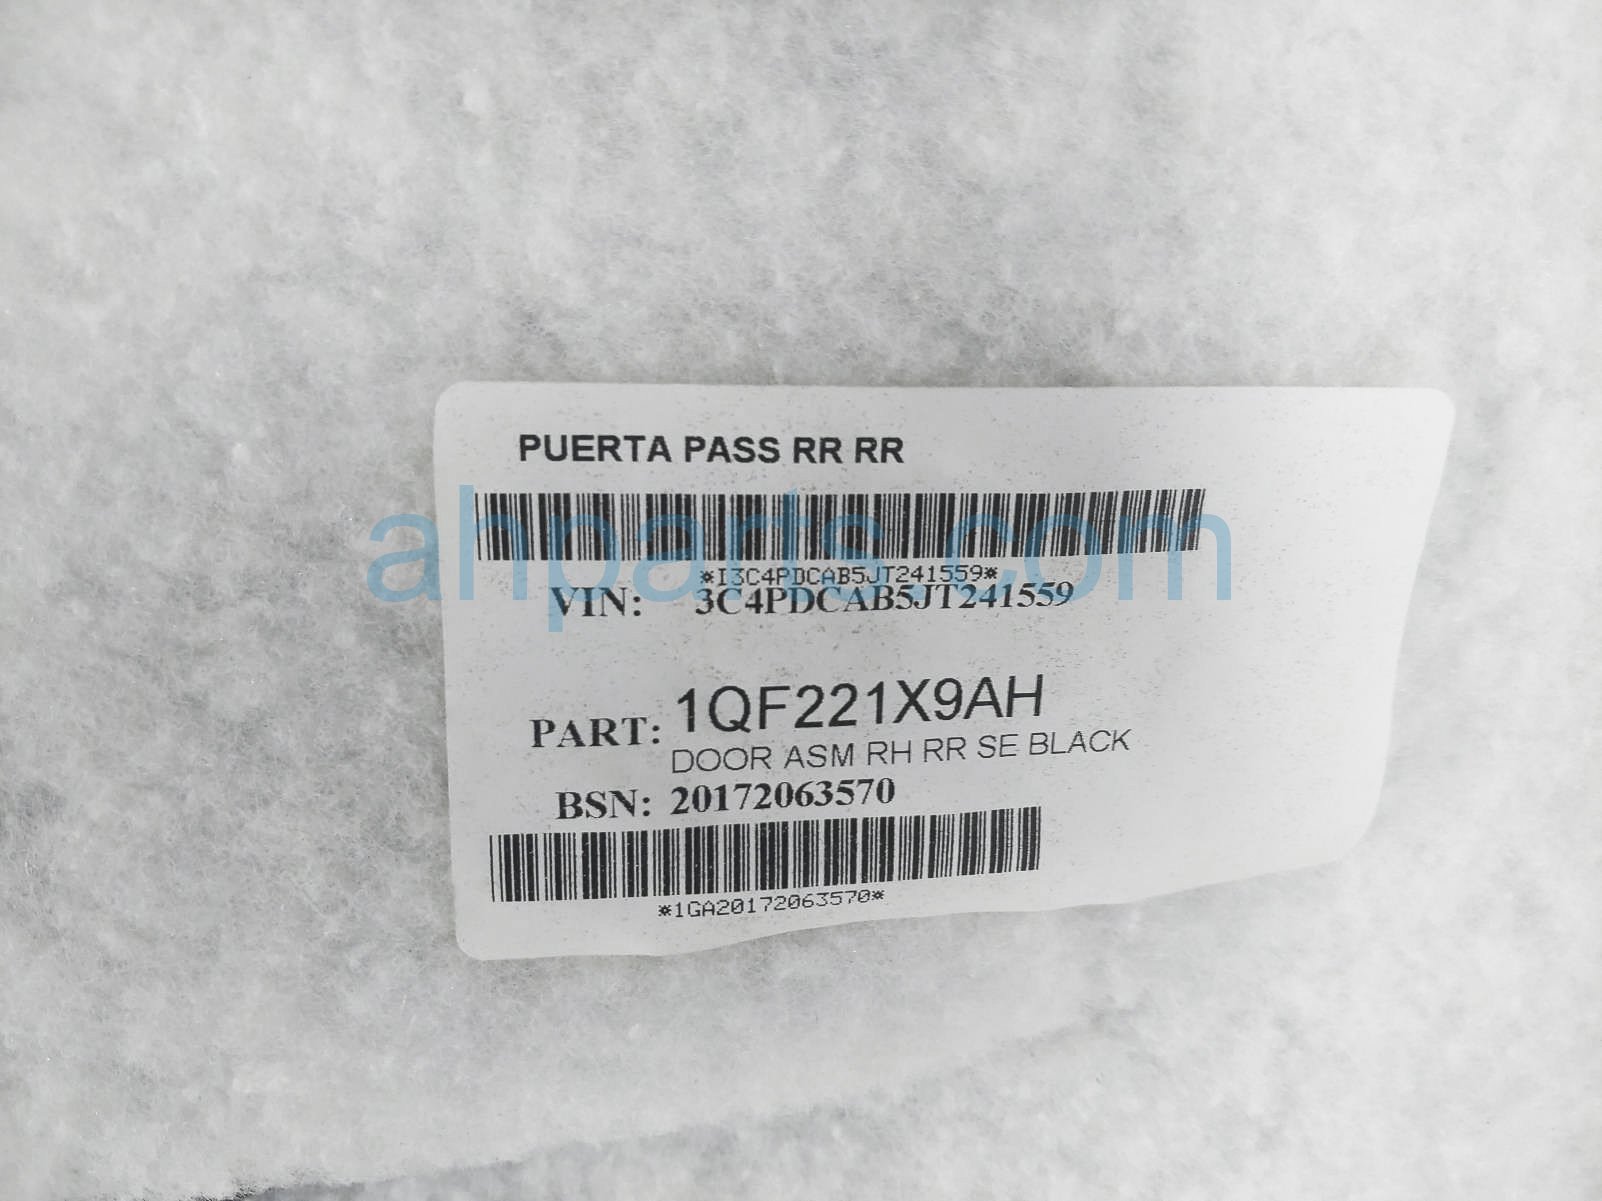 PUERTA PASS RR RR
*I3C4PDCAB5JT241559*
VIN: 3C4PDCAB5JT241559
PART: 1QF221X9AH
DOOR ASM RH RR SE BLACK
BSN: 20172063570
*1GA20172063570*
ahparts.com